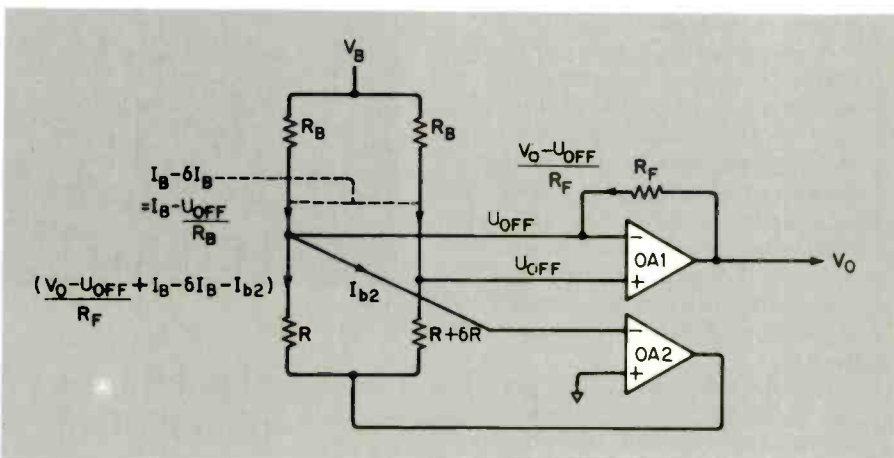 V_B
R_B
R_B
V_O-U_OFF
R_F
R_F
I_B-δI_B
=I_B-U_OFF
R_B
U_OFF
U_OFF
-
OA1
+
V_O
(V_O-U_OFF+I_B-δI_B-I_b2)
R_F
I_b2
R
R+δR
-
OA2
+